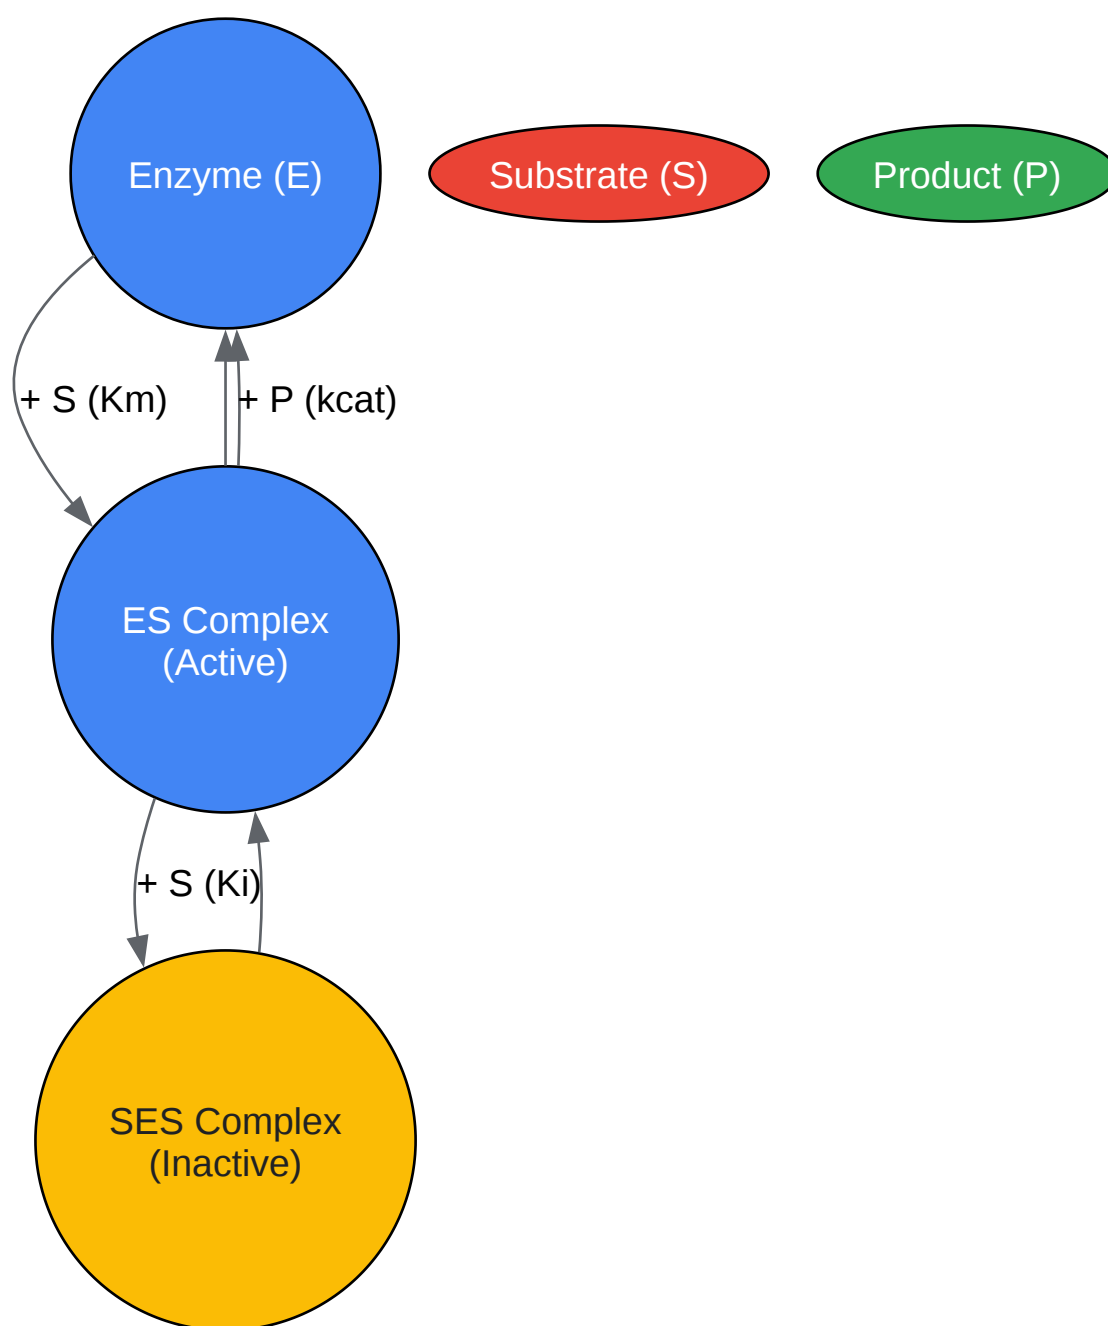 Enzyme (E)
Substrate (S)
Product (P)
+ S (Km)
+ P (kcat)
ES Complex
(Active)
+ S (Ki)
SES Complex
(Inactive)